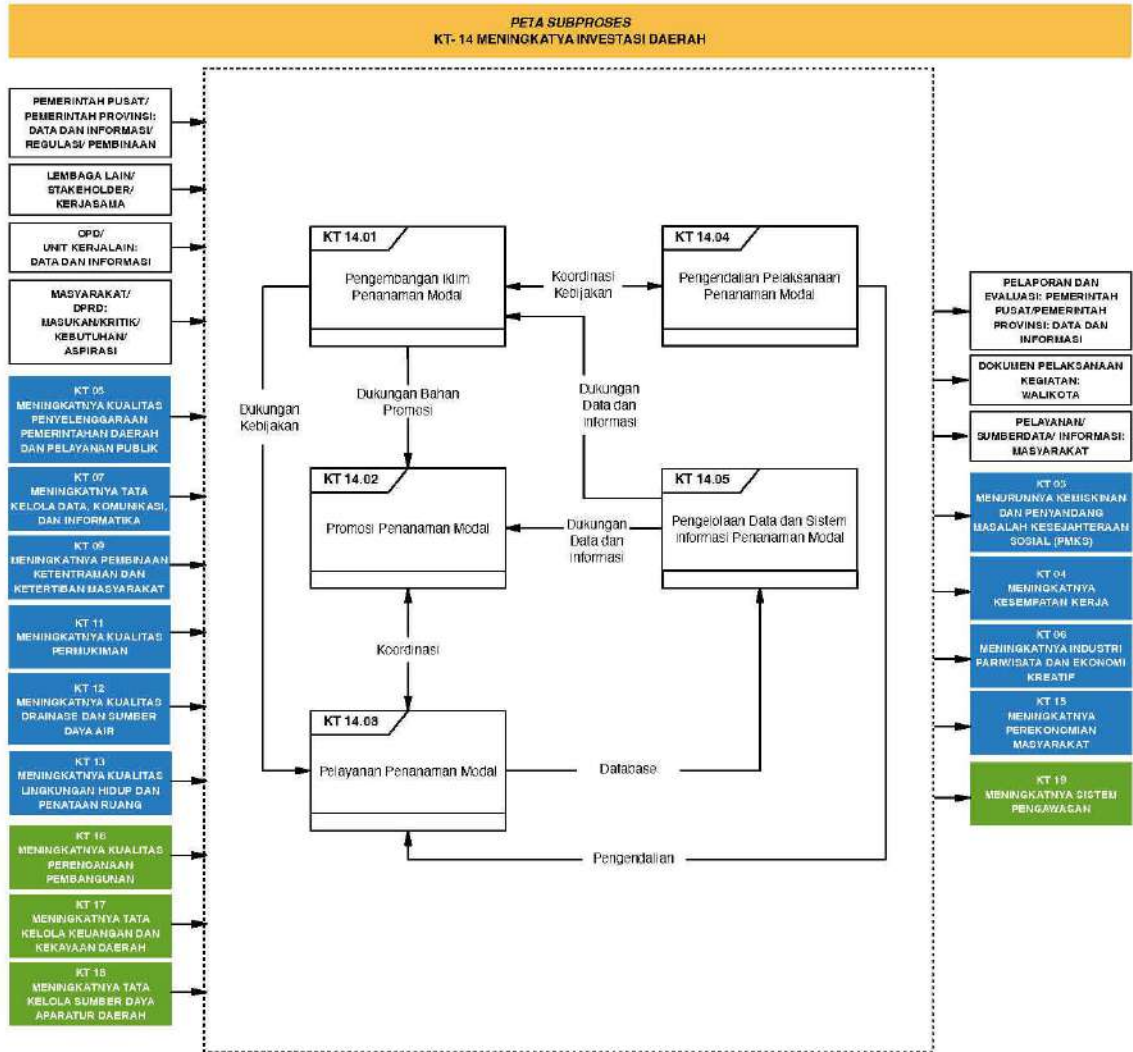 PETA SUBPROSES
KT- 14 MENINGKATYA INVESTASI DAERAH
PEMERINTAH PUSAT/
PEMERINTAH PROVINSI:
DATA DAN INFORMASI/
REGULASI/ PEMBINAAN
LEMBAGA LAIN/
STAKEHOLDER/
KERJASAMA
OPD/
UNIT KERJALAIN:
DATA DAN INFORMASI
MASYARAKAT/
DPRD:
MASUKAN/KRITIK/
KEBUTUHAN/
ASPIRASI
KT 05
MENINGKATNYA KUALITAS
PENYELENGGARAAN
PEMERINTAHAN DAERAH
DAN PELAYANAN PUBLIK
KT 07
MENINGKATNYA TATA
KELOLA DATA, KOMUNIKASI,
DAN INFORMATIKA
KT 09
MENINGKATNYA PEMBINAAN
KETENTRAMAN DAN
KETERTIBAN MASYARAKAT
KT 11
MENINGKATNYA KUALITAS
PERMUKIMAN
KT 12
MENINGKATNYA KUALITAS
DRAINASE DAN SUMBER
DAYA AIR
KT 13
MENINGKATNYA KUALITAS
LINGKUNGAN HIDUP DAN
PENATAAN RUANG
KT 16
MENINGKATNYA KUALITAS
PERENCANAAN
PEMBANGUNAN
KT 17
MENINGKATNYA TATA
KELOLA KEUANGAN DAN
KEKAYAAN DAERAH
KT 18
MENINGKATNYA TATA
KELOLA SUMBER DAYA
APARATUR DAERAH
KT 14.01
Pengembangan Iklim
Penanaman Modal
Koordinasi
Kebijakan
KT 14.04
Pengendalian Pelaksanaan
Penanaman Modal
Dukungan
Kebijakan
Dukungan Bahan
Promosi
Dukungan
Data dan
Informasi
KT 14.02
Promosi Penanaman Modal
Dukungan
Data dan
Informasi
KT 14.05
Pengelolaan Data dan Sistem
Informasi Penanaman Modal
Koordinasi
KT 14.03
Pelayanan Penanaman Modal
Database
Pengendalian
PELAPORAN DAN
EVALUASI: PEMERINTAH
PUSAT/PEMERINTAH
PROVINSI: DATA DAN
INFORMASI
DOKUMEN PELAKSANAAN
KEGIATAN:
WALIKOTA
PELAYANAN/
SUMBERDATA/ INFORMASI:
MASYARAKAT
KT 03
MENURUNNYA KEMISKINAN
DAN PENYANDANG
MASALAH KESEJAHTERAAN
SOSIAL (PMKS)
KT 04
MENINGKATNYA
KESEMPATAN KERJA
KT 06
MENINGKATNYA INDUSTRI
PARIWISATA DAN EKONOMI
KREATIF
KT 15
MENINGKATNYA
PEREKONOMIAN
MASYARAKAT
KT 19
MENINGKATNYA SISTEM
PENGAWASAN